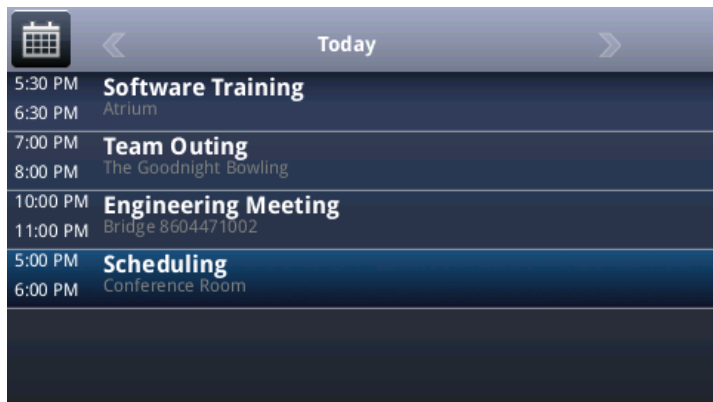 Today
5:30 PM Software Training
6:30 PM Atrium
7:00 PM Team Outing
8:00 PM The Goodnight Bowling
10:00 PM Engineering Meeting
11:00 PM Bridge 8604471002
5:00 PM Scheduling
6:00 PM Conference Room